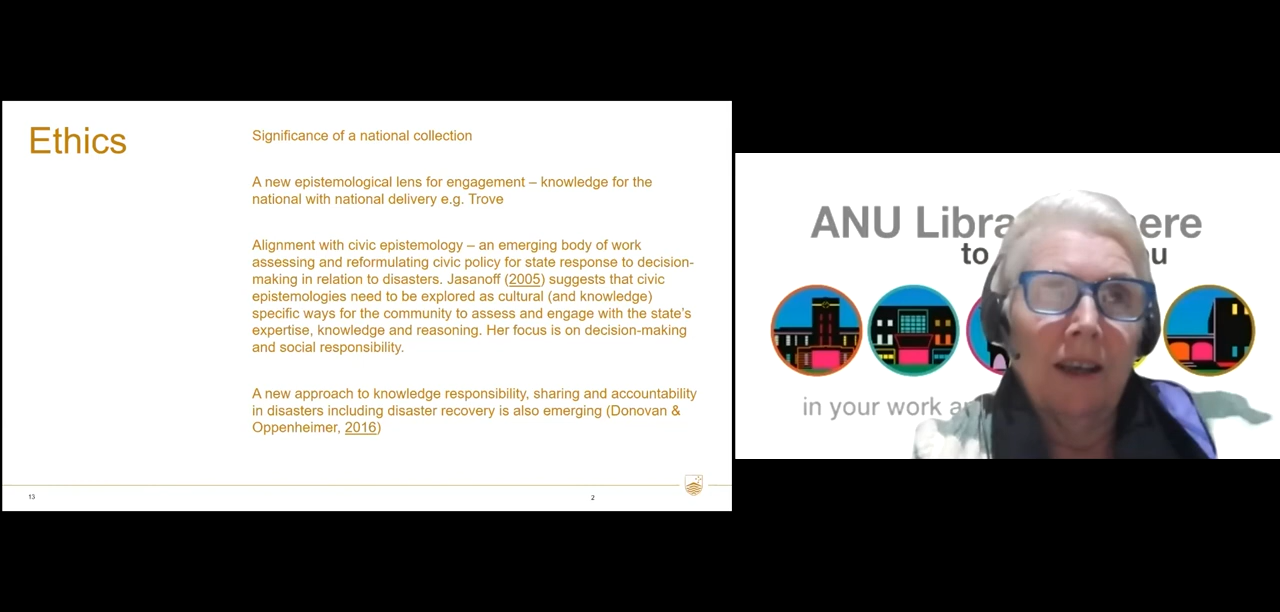 Ethics
Significance of a national collection
A new epistemological lens for engagement – knowledge for the
national with national delivery e.g. Trove
Alignment with civic epistemology – an emerging body of work
assessing and reformulating civic policy for state response to decision-
making in relation to disasters. Jasanoff (2005) suggests that civic
epistemologies need to be explored as cultural (and knowledge)
specific ways for the community to assess and engage with the state’s
expertise, knowledge and reasoning. Her focus is on decision-making
and social responsibility.
A new approach to knowledge responsibility, sharing and accountability
in disasters including disaster recovery is also emerging (Donovan &
Oppenheimer, 2016)
13
2
ANU
to
in your work